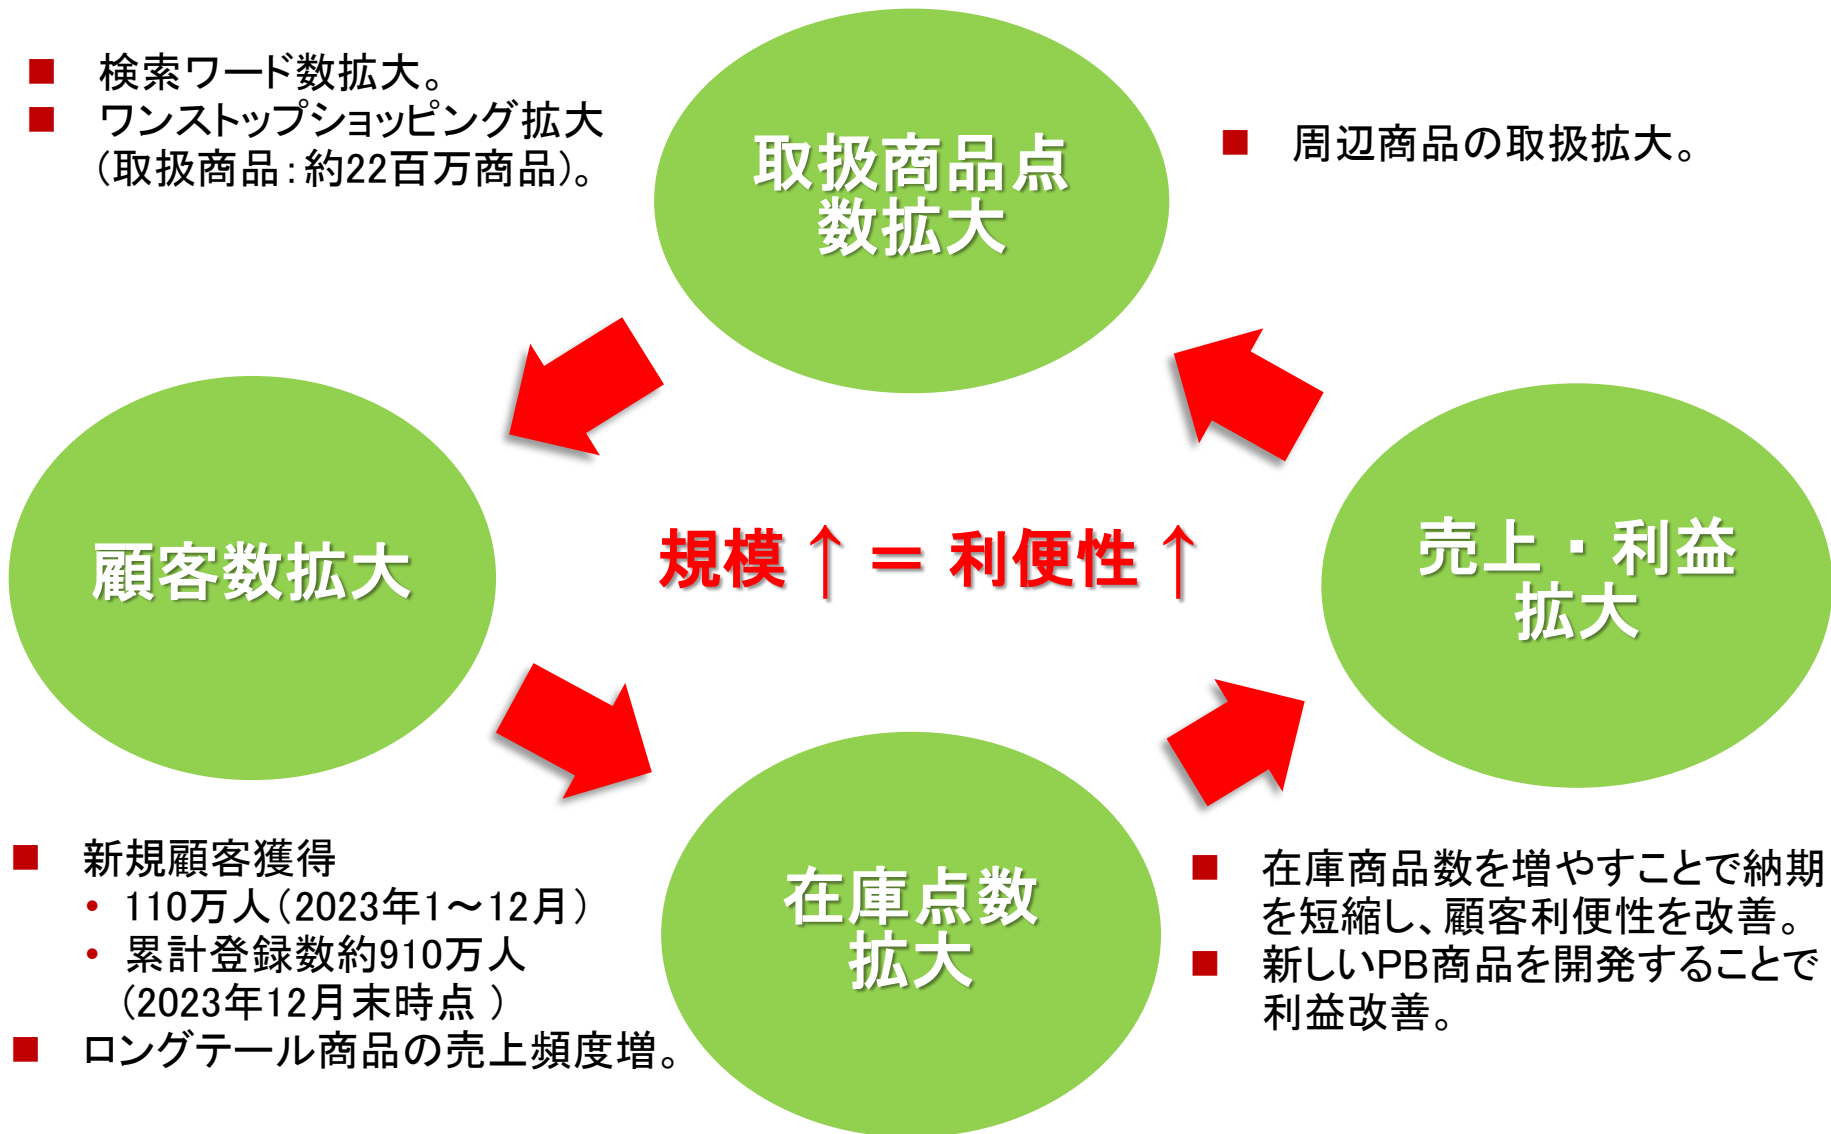 検索ワード数拡大。
ワンストップショッピング拡大
(取扱商品：約22百万商品)。
取扱商品点
数拡大
周辺商品の取扱拡大。
顧客数拡大
規模 ↑ ＝ 利便性 ↑
売上・利益
拡大
新規顧客獲得
・110万人（2023年1～12月）
・累計登録数約910万人
（2023年12月末時点 ）
ロングテール商品の売上頻度増。
在庫点数
拡大
在庫商品数を増やすことで納期
を短縮し、顧客利便性を改善。
新しいPB商品を開発することで
利益改善。